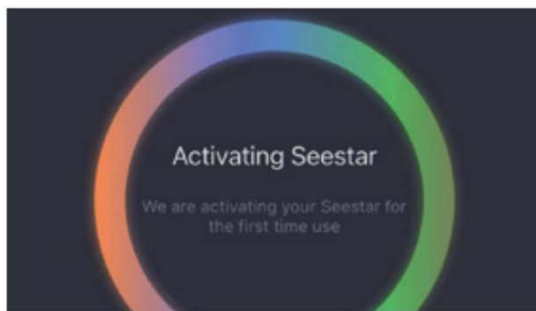 Activating Seestar
We are activating your Seestar for
the first time use